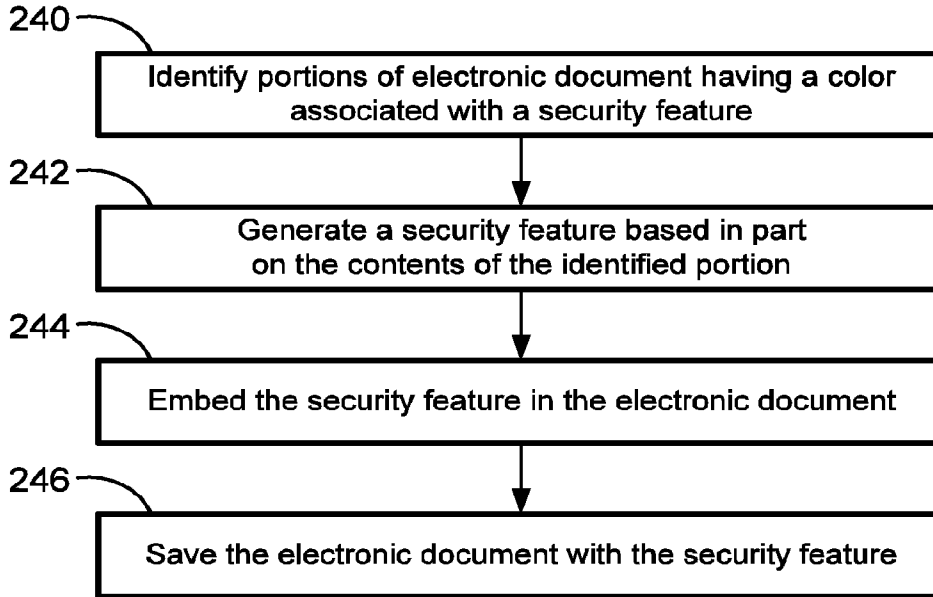 240
Identify portions of electronic document having a color
associated with a security feature
242
Generate a security feature based in part
on the contents of the identified portion
244
Embed the security feature in the electronic document
246
Save the electronic document with the security feature